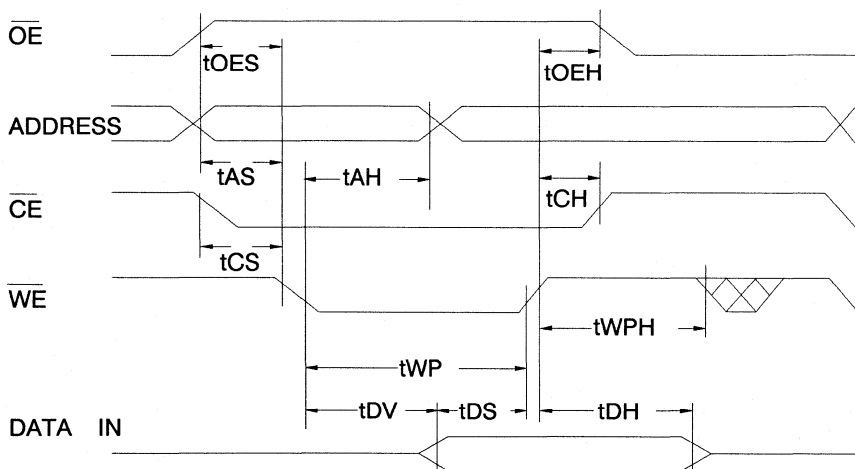 OE
tOES
tOEH
ADDRESS
tAS
tAH
tCH
CE
tCS
WE
tWPH
tWP
tDV
tDS
tDH
DATA IN